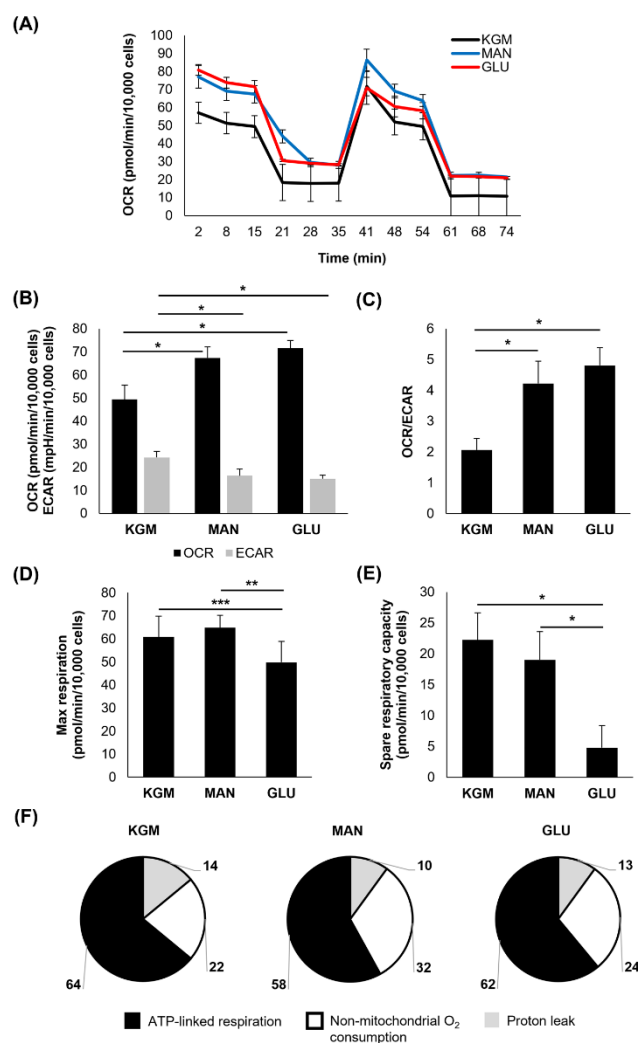 (A)
KGM
MAN
GLU
OCR (pmol/min/10,000 cells)
100
90
80
70
60
50
40
30
20
10
0
2 8 15 21 28 35 41 48 54 61 68 74
Time (min)
(B)
* 
*
*
*
OCR (pmol/min/10,000 cells)
ECAR (mpH/min/10,000 cells)
80
70
60
50
40
30
20
10
0
KGM MAN GLU
OCR ECAR
(C)
*
*
OCR/ECAR
6
5
4
3
2
1
0
KGM MAN GLU
(D)
**
***
Max respiration
(pmol/min/10,000 cells)
80
70
60
50
40
30
20
10
0
KGM MAN GLU
(E)
*
*
Spare respiratory capacity
(pmol/min/10,000 cells)
30
25
20
15
10
5
0
KGM MAN GLU
(F)
KGM
14
22
64
MAN
10
32
58
GLU
13
24
62
ATP-linked respiration
Non-mitochondrial O₂
consumption
Proton leak